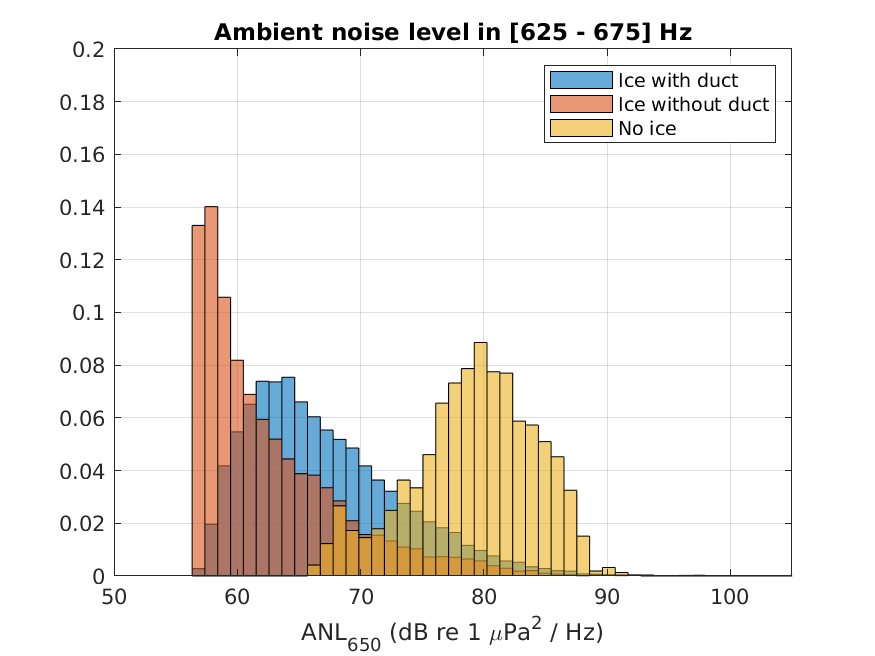 Ambient noise level in [625 - 675] Hz
0.2
0.18
0.16
0.14
0.12
0.1
0.08
0.06
0.04
0.02
0
Ice with duct
Ice without duct
No ice
50 60 70 80 90 100
ANL₆₅₀ (dB re 1 μPa² / Hz)